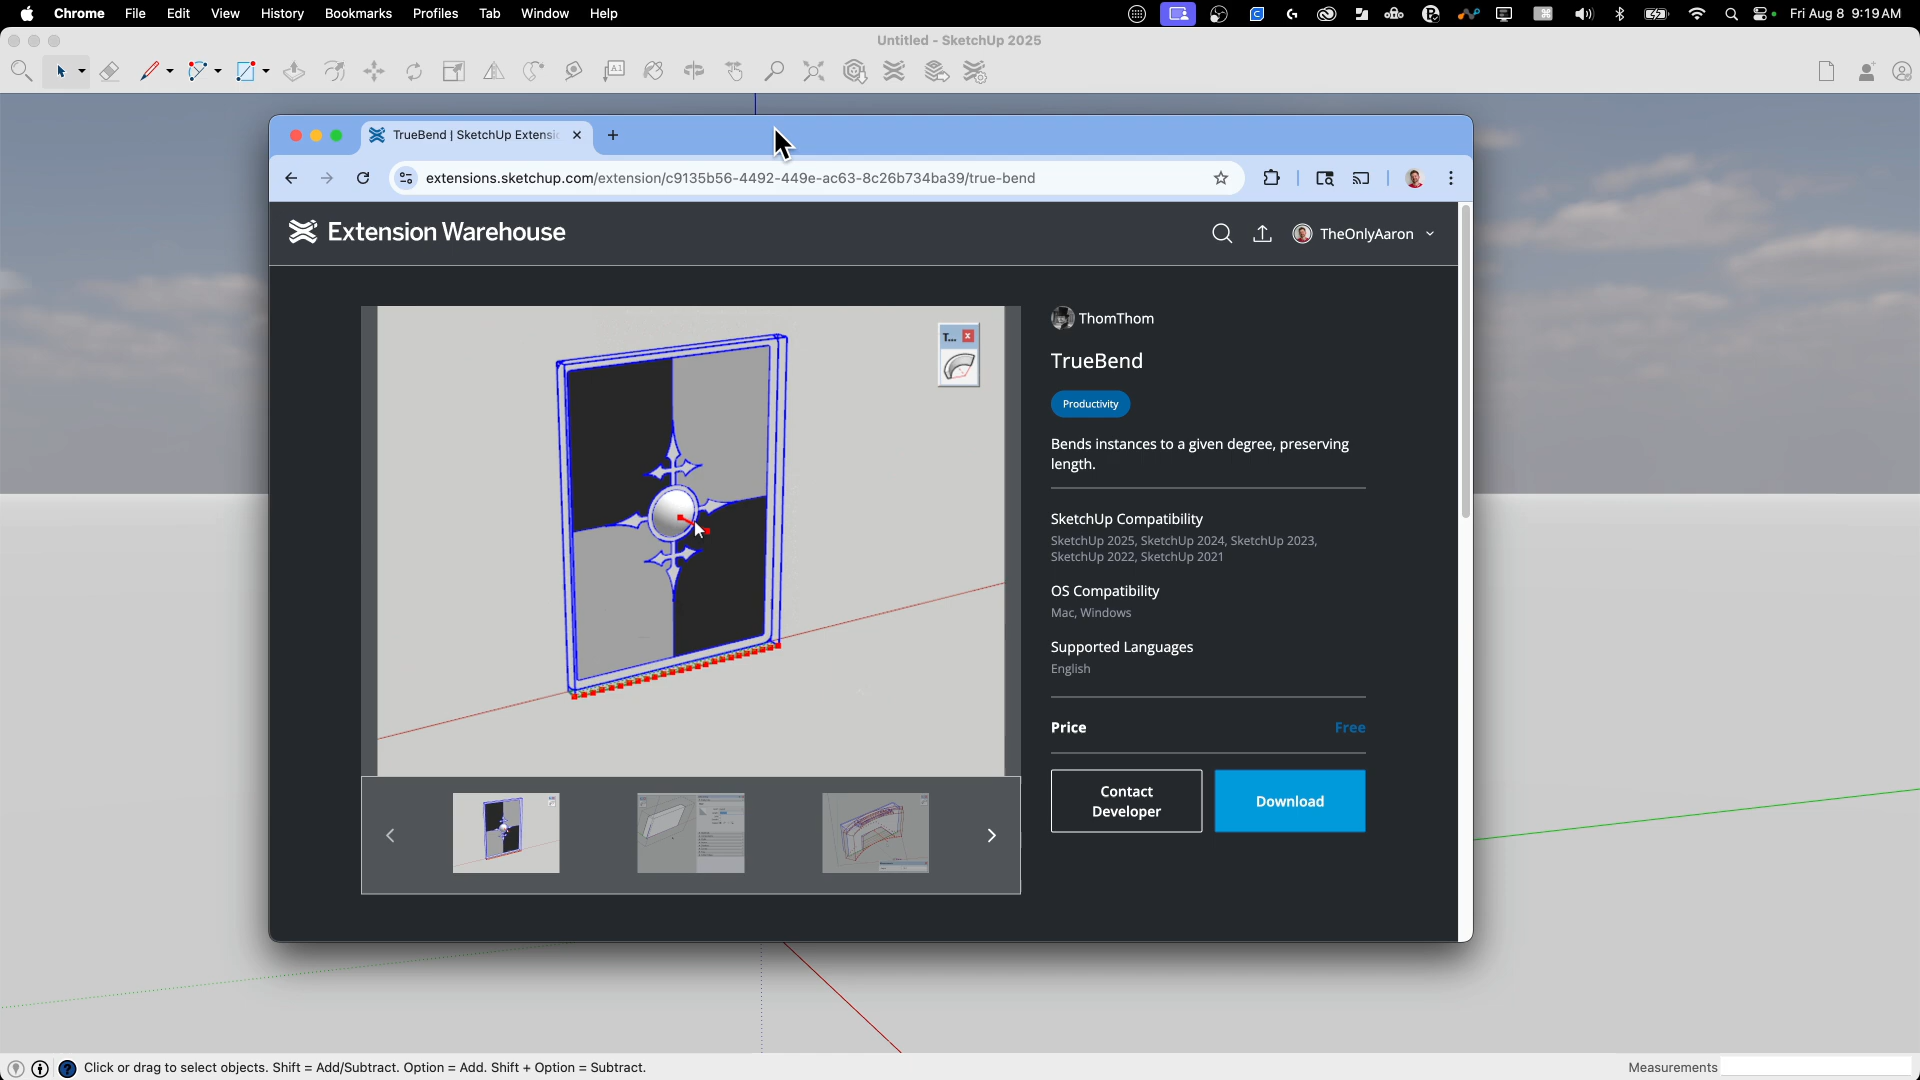 Chrome File Edit View History Bookmarks Profiles Tab Window Help
Fri Aug 8 9:19 AM
Untitled - SketchUp 2025
A1
TrueBend | SketchUp Extensi
extensions.sketchup.com/extension/c9135b56-4492-449e-ac63-8c26b734ba39/true-bend
Extension Warehouse
TheOnlyAaron
T...
ThomThom
TrueBend
Productivity
Bends instances to a given degree, preserving
length.
SketchUp Compatibility
SketchUp 2025, SketchUp 2024, SketchUp 2023,
SketchUp 2022, SketchUp 2021
OS Compatibility
Mac, Windows
Supported Languages
English
Price
Free
Contact
Developer
Download
Click or drag to select objects. Shift = Add/Subtract. Option = Add. Shift + Option = Subtract.
Measurements